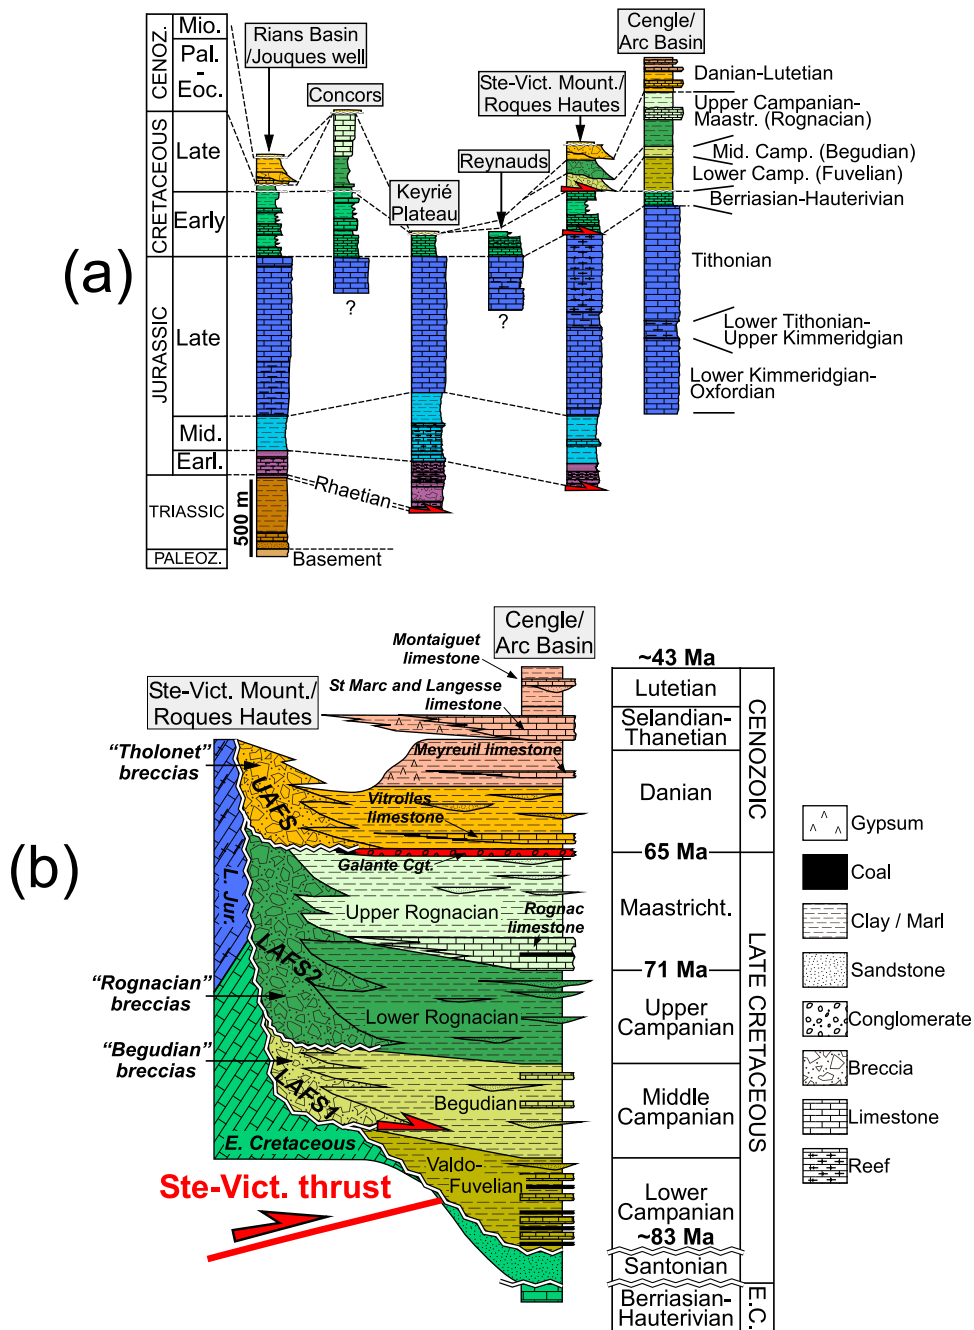 (a)
CENOZ.
Mio.
Pal.
-
Eoc.
CRETACEOUS
Late
Early
JURASSIC
Late
Mid.
Earl.
TRIASSIC
PALEOZ.
500 m
Rians Basin
/Jouques well
Concors
Keyrié
Plateau
Reynauds
Ste-Vict. Mount./
Roques Hautes
Cengle/
Arc Basin
?
?
Rhaetian
Basement
Danian-Lutetian
Upper Campanian-
Maastr. (Rognacian)
Mid. Camp. (Begudian)
Lower Camp. (Fuvelian)
Berriasian-Hauterivian
Tithonian
Lower Tithonian-
Upper Kimmeridgian
Lower Kimmeridgian-
Oxfordian
(b)
Cengle/
Arc Basin
Ste-Vict. Mount./
Roques Hautes
Montaiguet
limestone
St Marc and Langesse
limestone
Meyreuil limestone
"Tholonet"
breccias
UAFS
Vitrolles
limestone
Galante Cgt.
L. Jur.
Upper Rognacian
Rognac
limestone
LAFS2
"Rognacian"
breccias
Lower Rognacian
"Begudian"
breccias
LAFS1
Begudian
E. Cretaceous
Valdo-
Fuvelian
Ste-Vict. thrust
~43 Ma
Lutetian
Selandian-
Thanetian
Danian
65 Ma
Maastricht.
71 Ma
Upper
Campanian
Middle
Campanian
Lower
Campanian
~83 Ma
Santonian
Berriasian-
Hauterivian
CENOZOIC
LATE CRETACEOUS
E.C.
Gypsum
Coal
Clay / Marl
Sandstone
Conglomerate
Breccia
Limestone
Reef